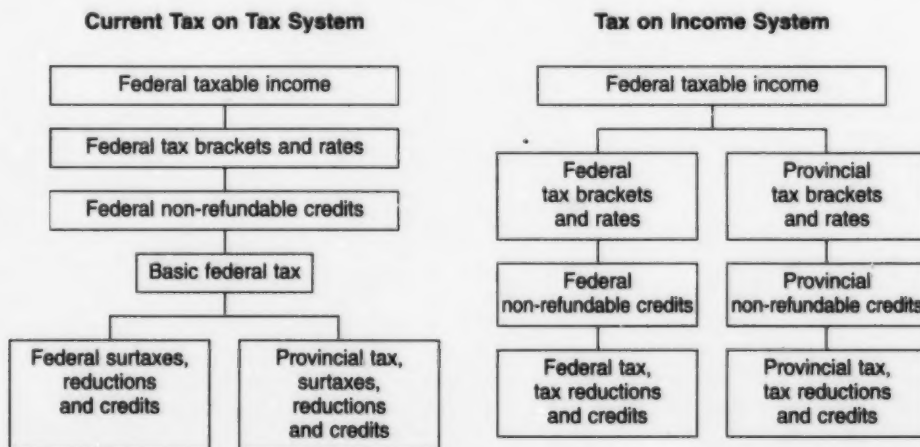 Current Tax on Tax System
Federal taxable income
Federal tax brackets and rates
Federal non-refundable credits
Basic federal tax
Federal surtaxes,
reductions
and credits
Provincial tax,
surtaxes,
reductions
and credits
Tax on Income System
Federal taxable income
Federal
tax brackets
and rates
Provincial
tax brackets
and rates
Federal
non-refundable credits
Provincial
non-refundable credits
Federal tax,
tax reductions
and credits
Provincial tax,
tax reductions
and credits